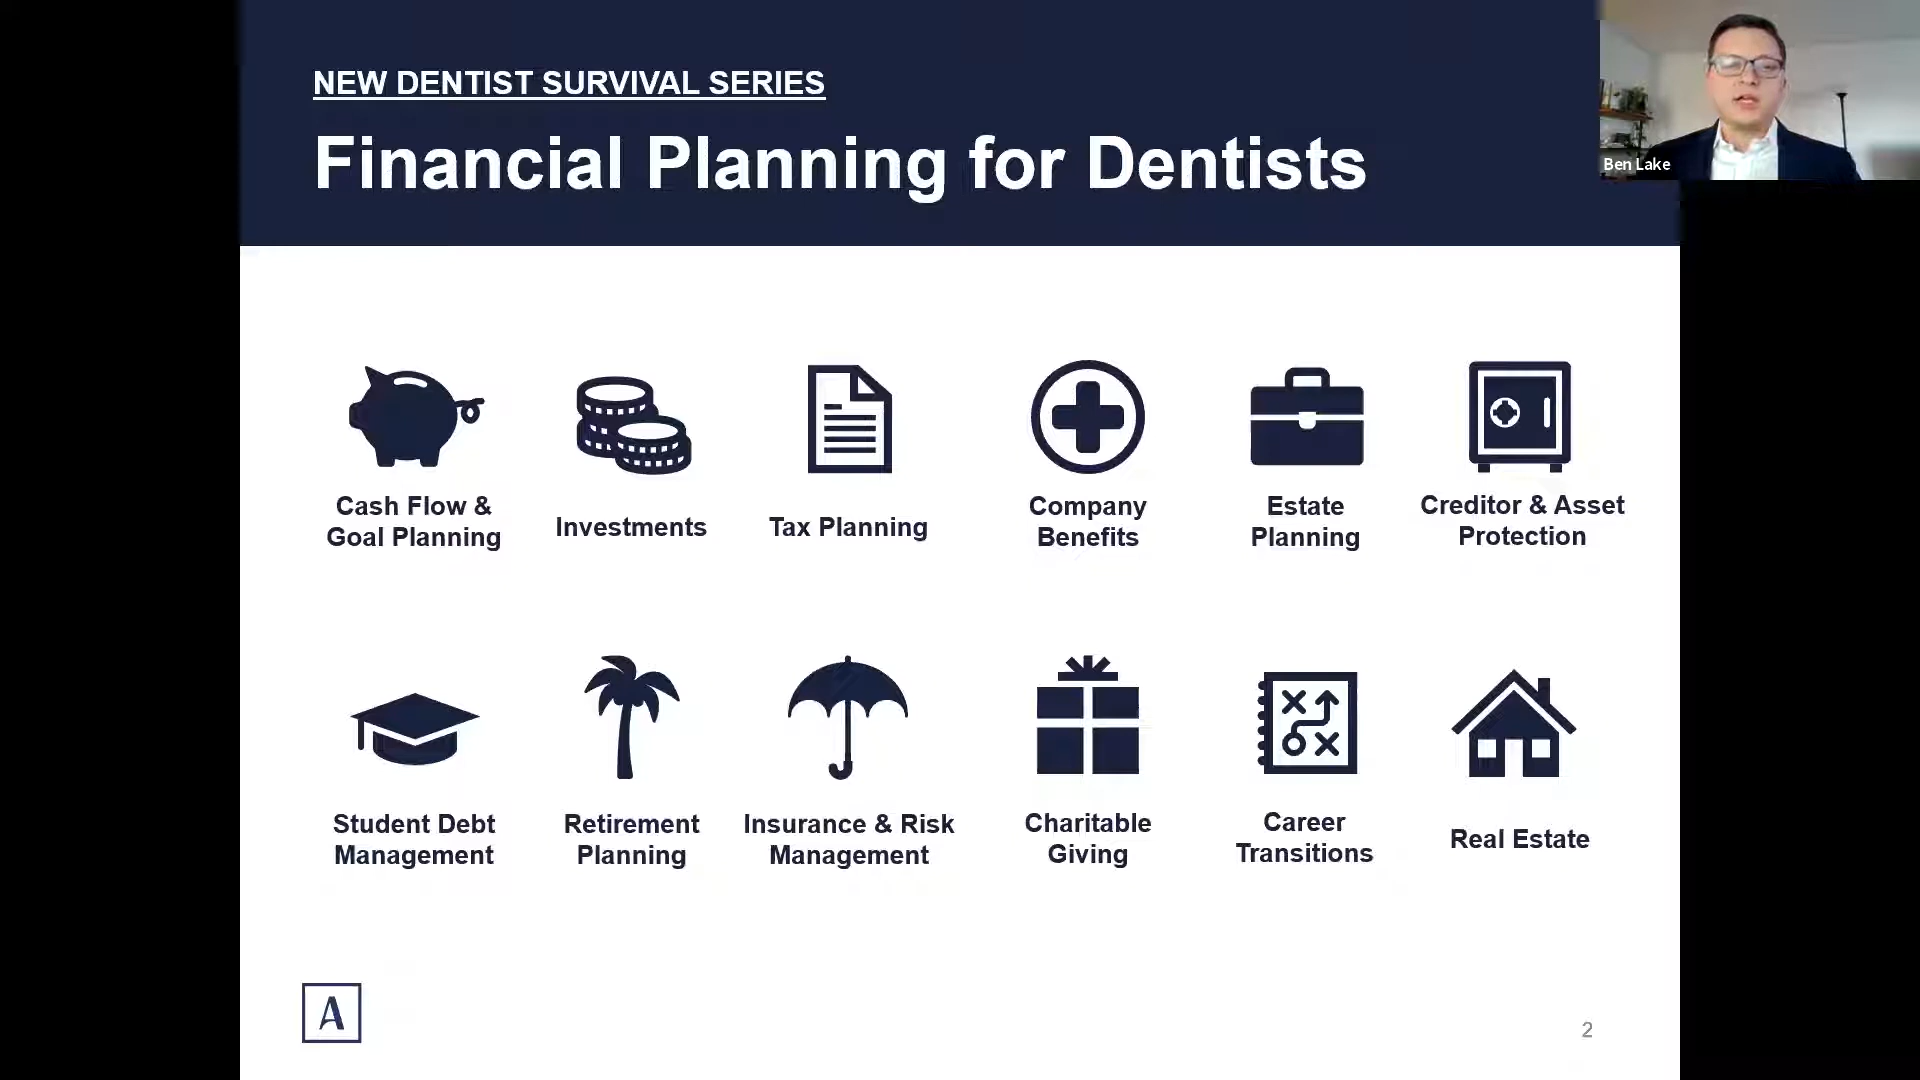 NEW DENTIST SURVIVAL SERIES
Financial Planning for Dentists
Ben Lake
Cash Flow &
Goal Planning
Investments
Tax Planning
Company
Benefits
Estate
Planning
Creditor & Asset
Protection
Student Debt
Management
Retirement
Planning
Insurance & Risk
Management
Charitable
Giving
Career
Transitions
Real Estate
A
2